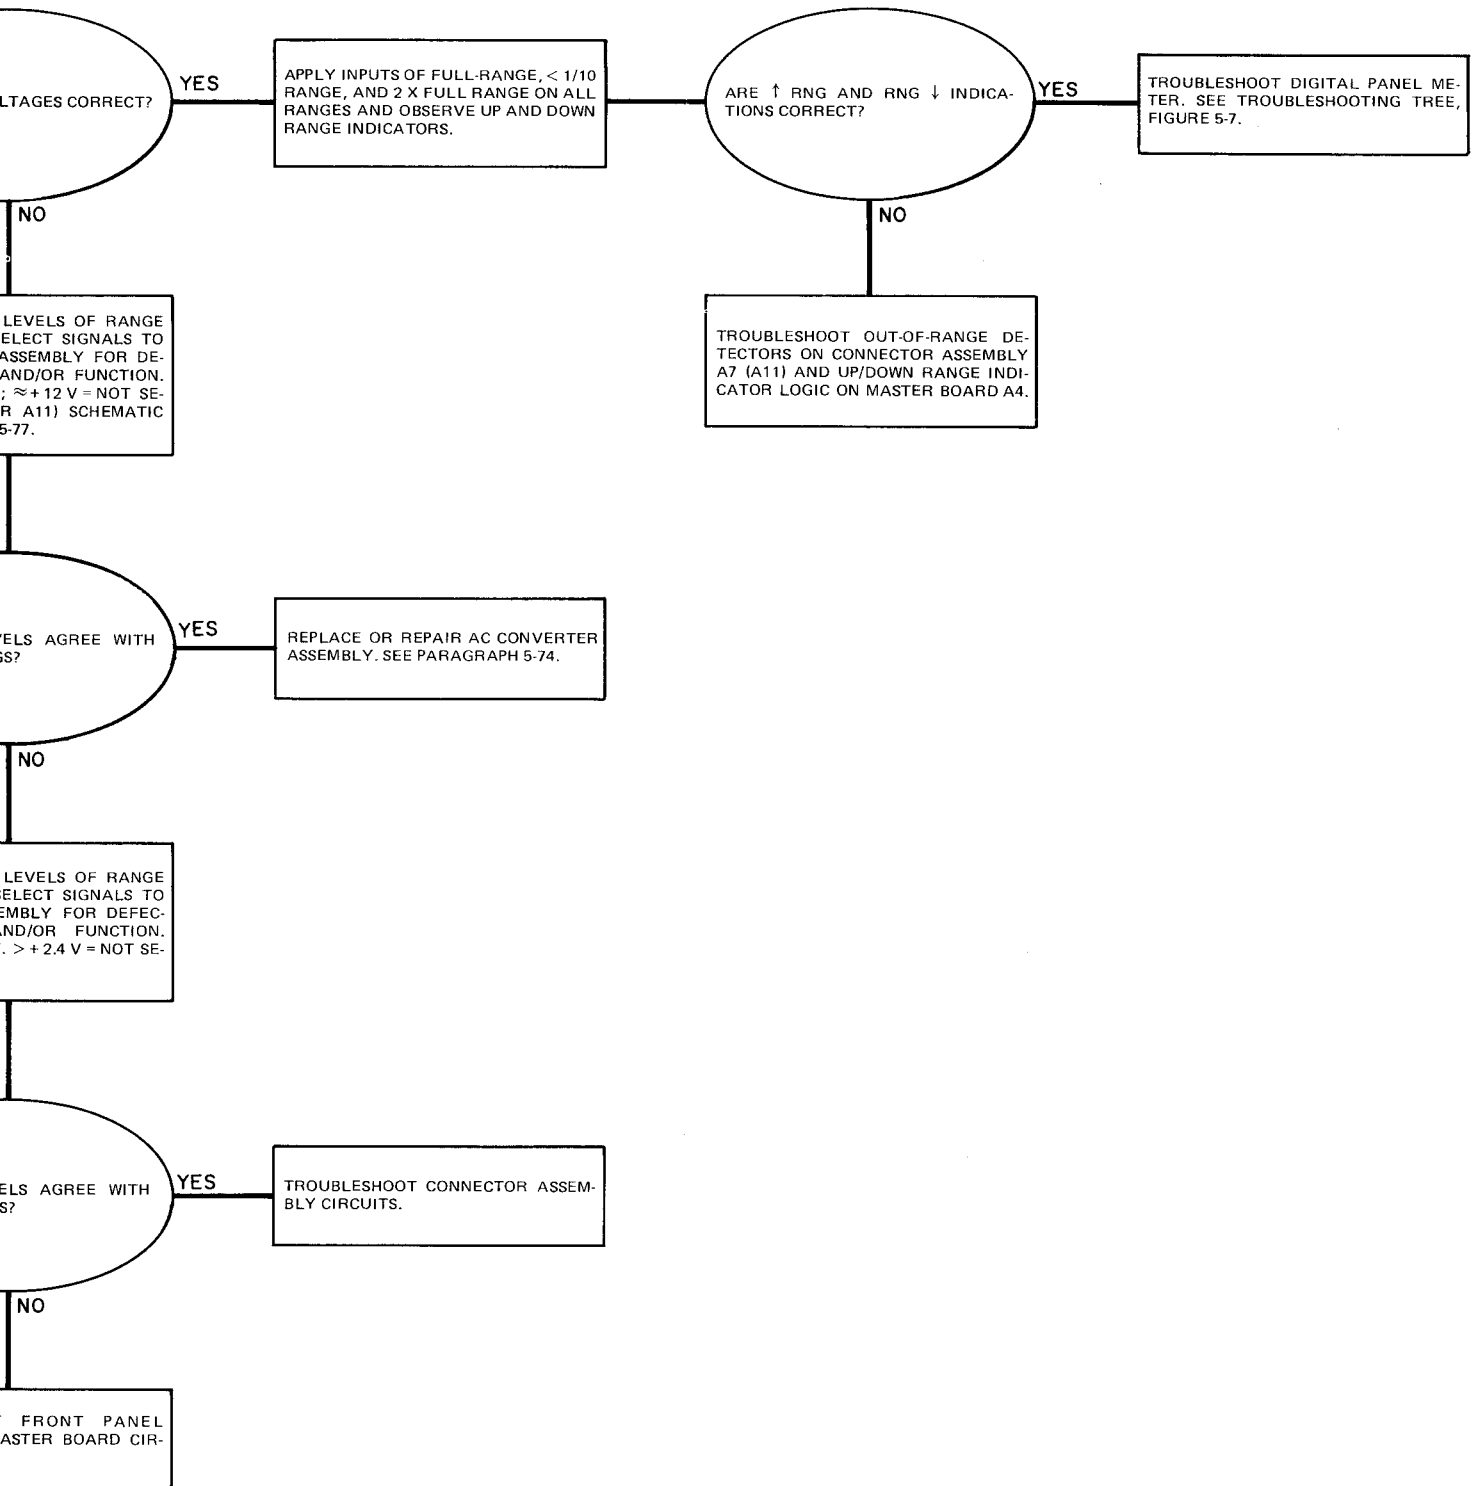 LTAGES CORRECT?
YES
APPLY INPUTS OF FULL-RANGE, < 1/10
RANGE, AND 2 X FULL RANGE ON ALL
RANGES AND OBSERVE UP AND DOWN
RANGE INDICATORS.
ARE ↑ RNG AND RNG ↓ INDICA-
TIONS CORRECT?
YES
TROUBLESHOOT DIGITAL PANEL ME-
TER. SEE TROUBLESHOOTING TREE,
FIGURE 5-7.
NO
NO
LEVELS OF RANGE
ELECT SIGNALS TO
ASSEMBLY FOR DE-
AND/OR FUNCTION.
; ≈+12 V = NOT SE-
R A11) SCHEMATIC
5-77.
TROUBLESHOOT OUT-OF-RANGE DE-
TECTORS ON CONNECTOR ASSEMBLY
A7 (A11) AND UP/DOWN RANGE INDI-
CATOR LOGIC ON MASTER BOARD A4.
VELS AGREE WITH
GS?
YES
REPLACE OR REPAIR AC CONVERTER
ASSEMBLY. SEE PARAGRAPH 5-74.
NO
LEVELS OF RANGE
SELECT SIGNALS TO
EMBLY FOR DEFEC-
AND/OR FUNCTION.
. > + 2.4 V = NOT SE-
ELS AGREE WITH
S?
YES
TROUBLESHOOT CONNECTOR ASSEM-
BLY CIRCUITS.
NO
FRONT PANEL
ASTER BOARD CIR-